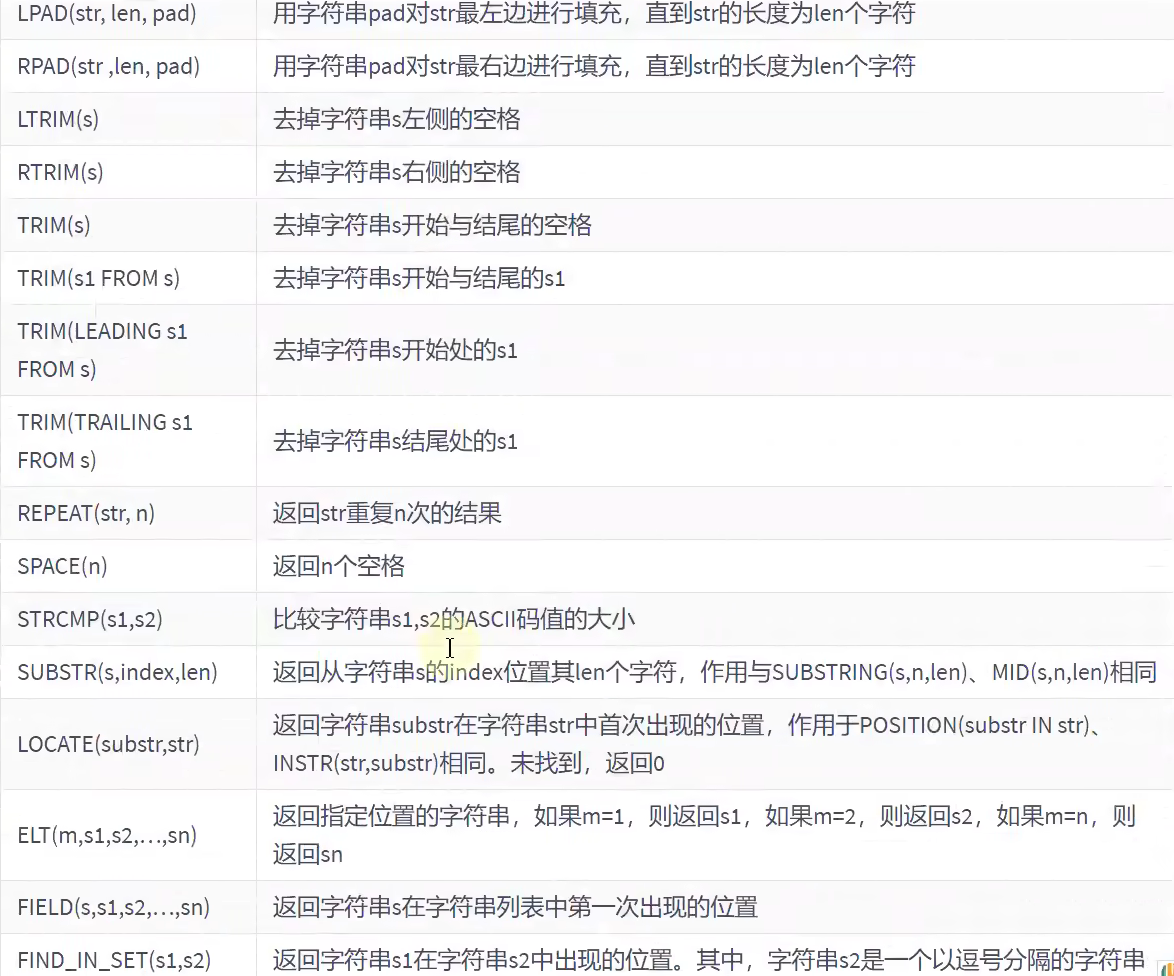 LPAD(str, len, pad) 用字符串pad对str最左边进行填充，直到str的长度为len个字符
RPAD(str ,len, pad) 用字符串pad对str最右边进行填充，直到str的长度为len个字符
LTRIM(s) 去掉字符串s左侧的空格
RTRIM(s) 去掉字符串s右侧的空格
TRIM(s) 去掉字符串s开始与结尾的空格
TRIM(s1 FROM s) 去掉字符串s开始与结尾的s1
TRIM(LEADING s1
FROM s)
去掉字符串s开始处的s1
TRIM(TRAILING s1
FROM s)
去掉字符串s结尾处的s1
REPEAT(str, n) 返回str重复n次的结果
SPACE(n) 返回n个空格
STRCMP(s1,s2) 比较字符串s1,s2的ASCII码值的大小
SUBSTR(s,index,len) 返回从字符串s的index位置其len个字符，作用与SUBSTRING(s,n,len)、MID(s,n,len)相同
LOCATE(substr,str)
返回字符串substr在字符串str中首次出现的位置，作用于POSITION(substr IN str)、
INSTR(str,substr)相同。未找到，返回0
ELT(m,s1,s2,…,sn)
返回指定位置的字符串，如果m=1，则返回s1，如果m=2，则返回s2，如果m=n，则
返回sn
FIELD(s,s1,s2,…,sn) 返回字符串s在字符串列表中第一次出现的位置
FIND_IN_SET(s1,s2) 返回字符串s1在字符串s2中出现的位置。其中，字符串s2是一个以逗号分隔的字符串